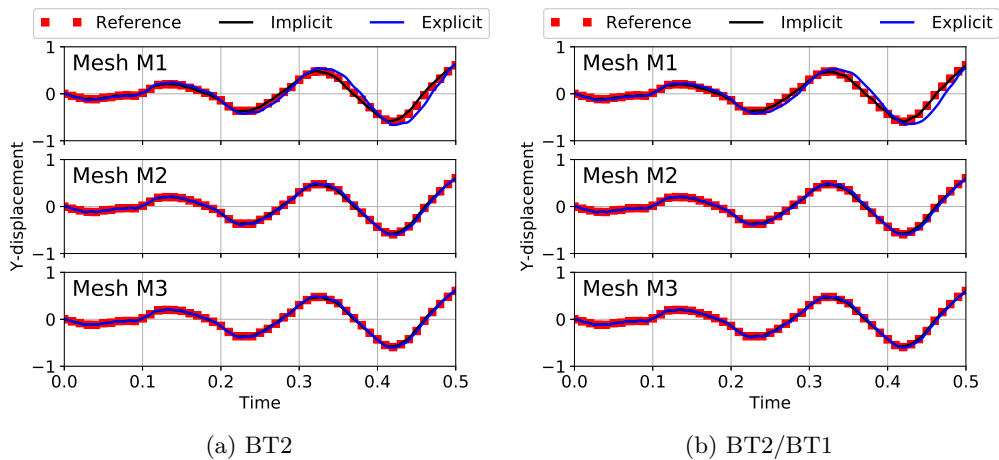 Reference Implicit Explicit
Mesh M1
1
0
−1
Mesh M2
1
0
−1
Mesh M3
1
0
−1
Y-displacement
0.0 0.1 0.2 0.3 0.4 0.5
Time
(a) BT2
Reference Implicit Explicit
Mesh M1
1
0
−1
Mesh M2
1
0
−1
Mesh M3
1
0
−1
Y-displacement
0.0 0.1 0.2 0.3 0.4 0.5
Time
(b) BT2/BT1